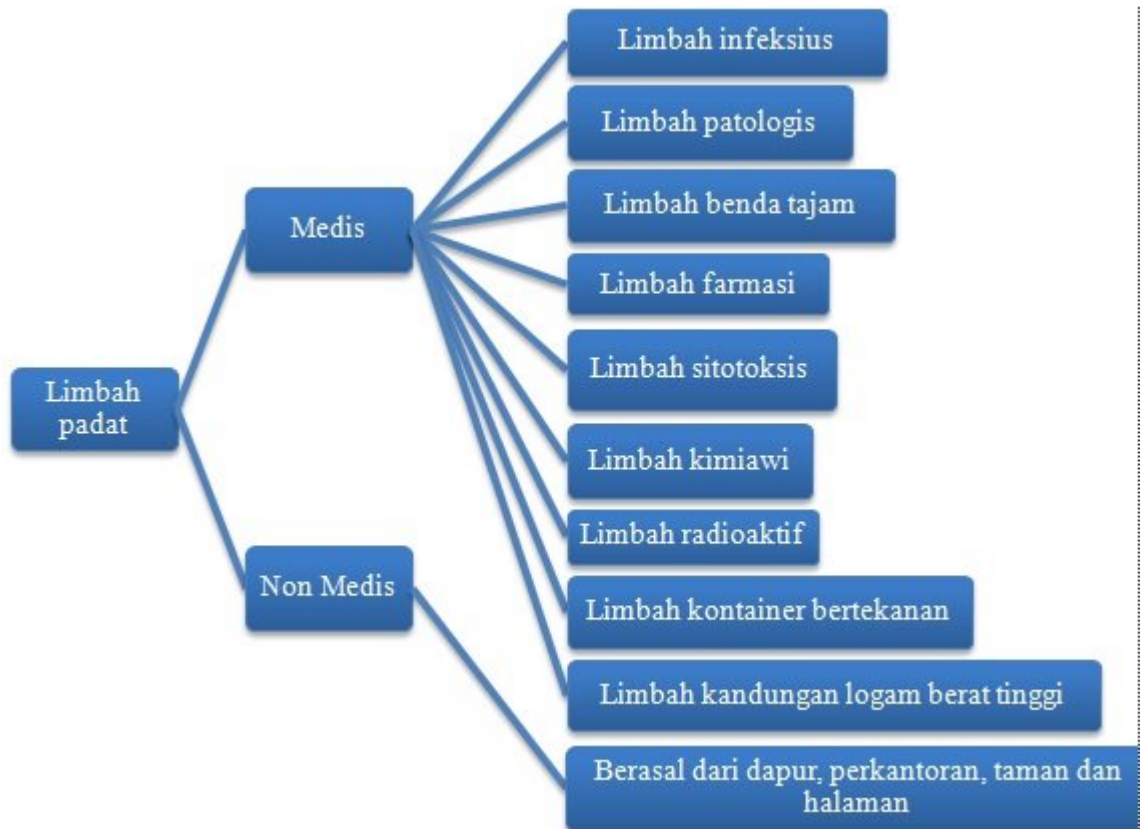 Limbah infeksius
Limbah patologis
Limbah benda tajam
Medis
Limbah farmasi
Limbah sitotoksis
Limbah
padat
Limbah kimiawi
Limbah radioaktif
Non Medis
Limbah kontainer bertekanan
Limbah kandungan logam berat tinggi
Berasal dari dapur, perkantoran, taman dan
halaman